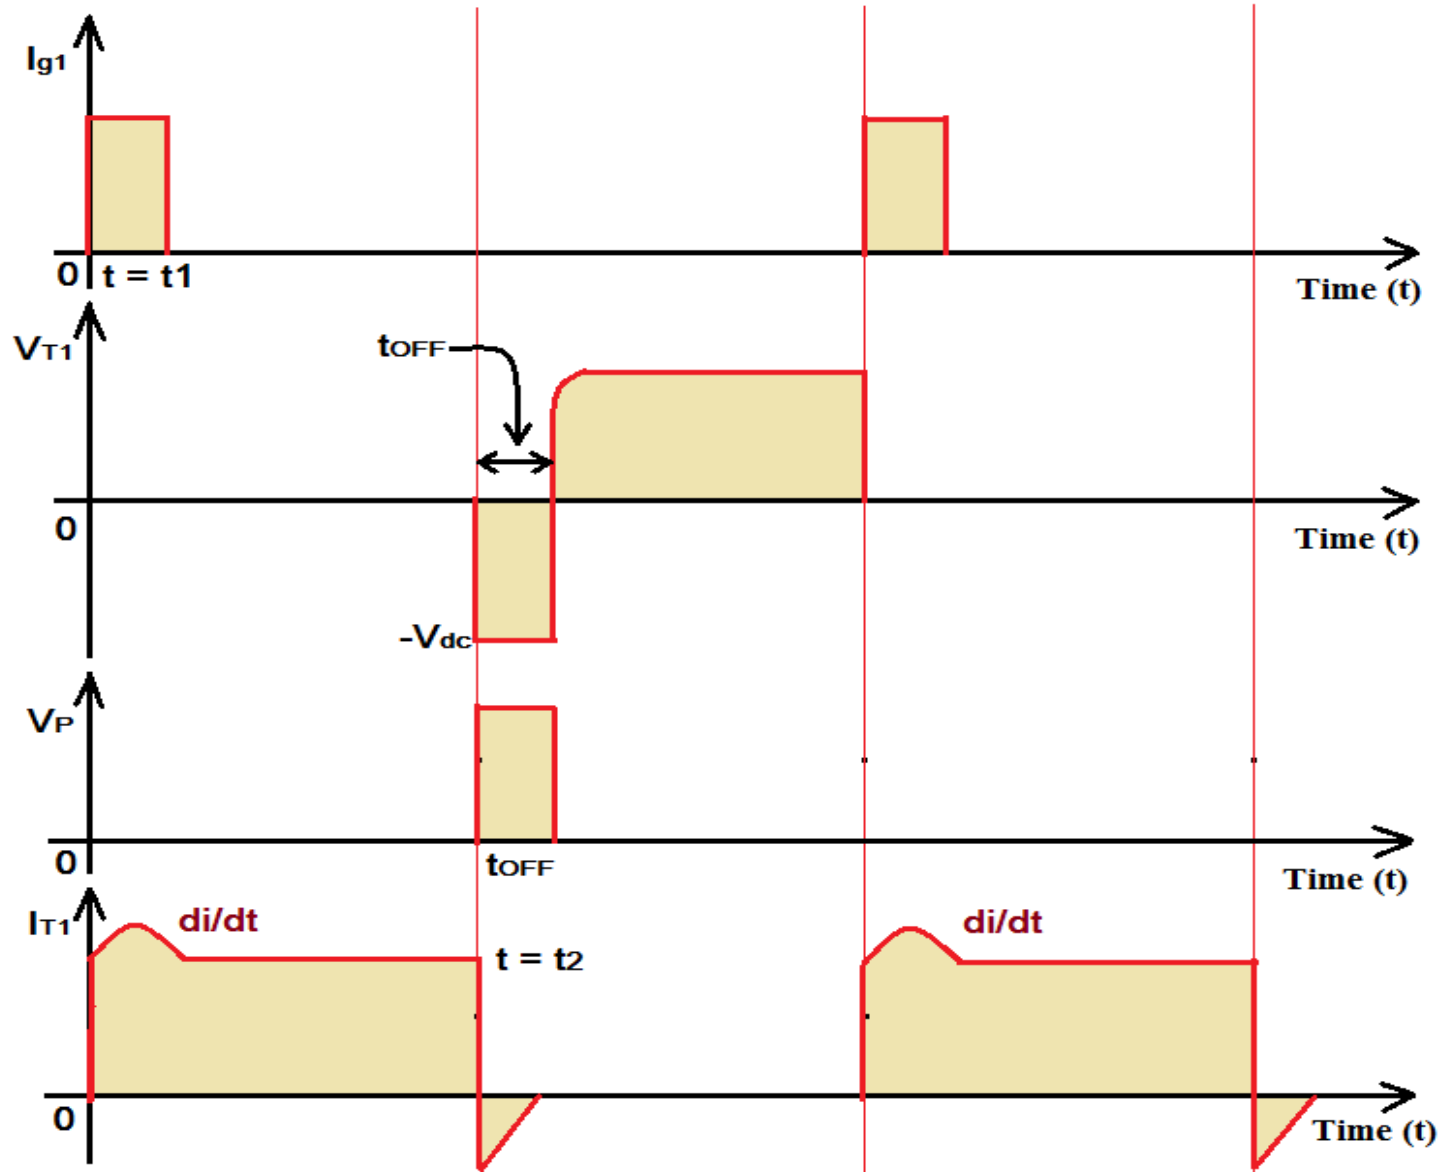 Ig1
0 t = t1
Time (t)
VT1
tOFF
0
Time (t)
-Vdc
VP
0
tOFF
Time (t)
IT1
di/dt
di/dt
t = t2
0
Time (t)